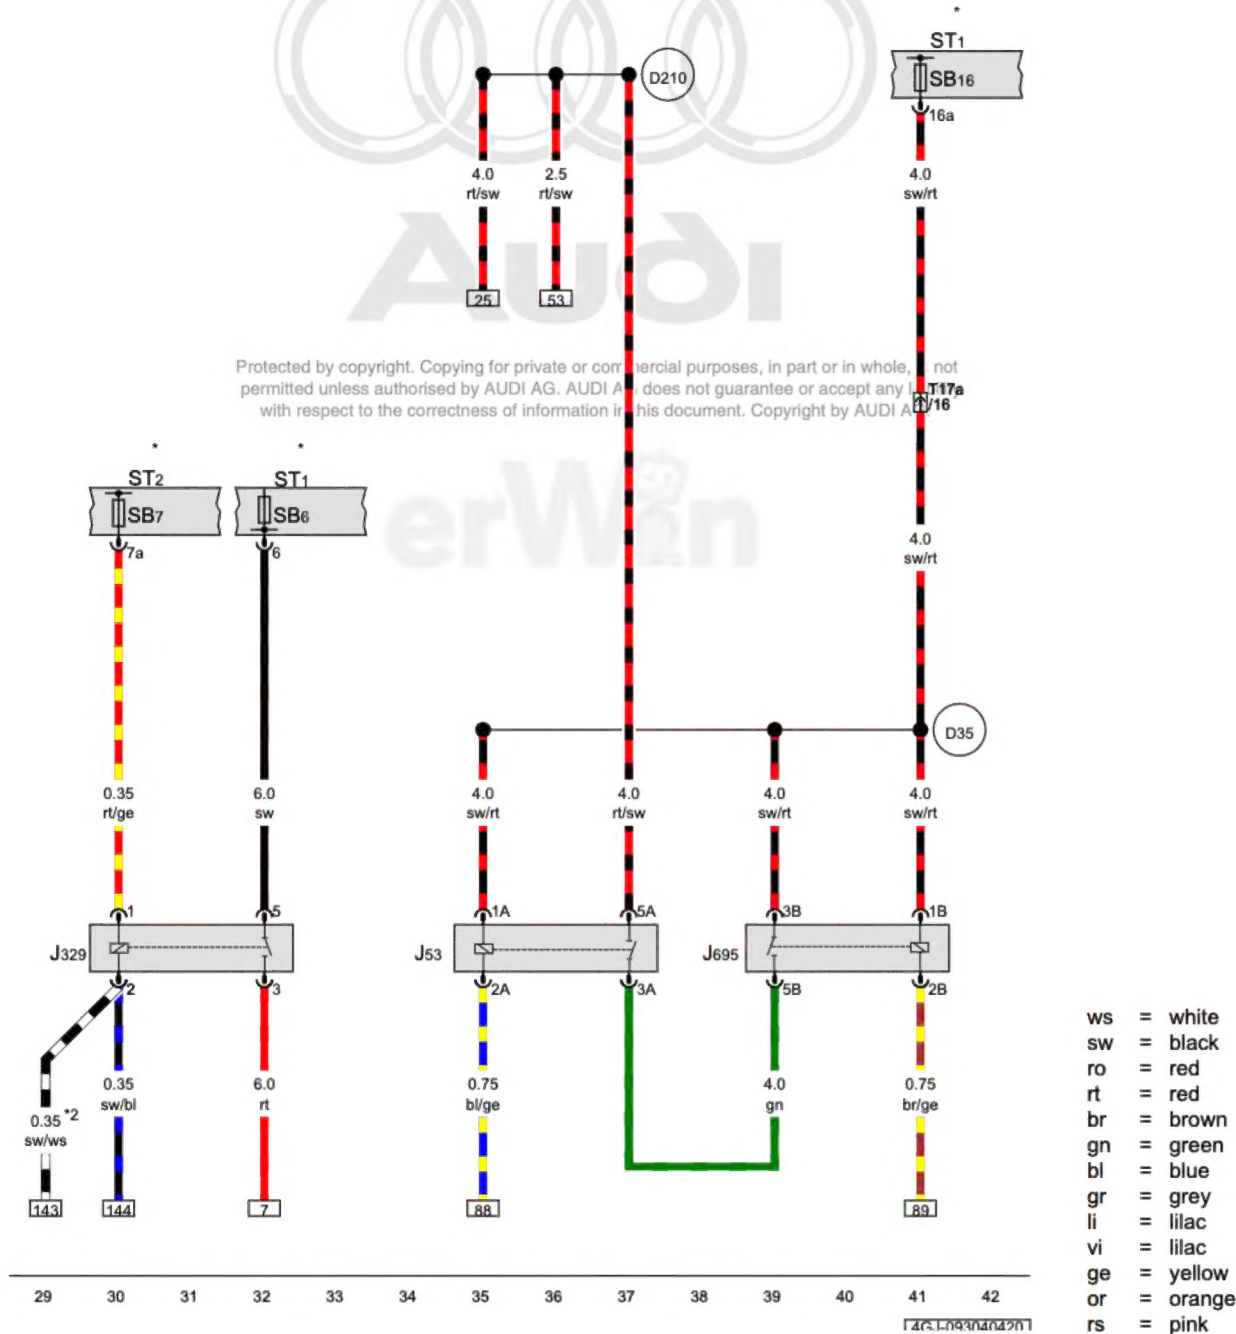 *
ST1
SB16
16a
D210
4.0
rt/sw
2.5
rt/sw
4.0
sw/rt
25
53
Audi
Protected by copyright. Copying for private or commercial purposes, in part or in whole, not
permitted unless authorised by AUDI AG. AUDI A does not guarantee or accept any
with respect to the correctness of information in this document. Copyright by AUDI A
T17a
/16
erWin
*
ST2
SB7
7a
*
ST1
SB6
6
4.0
sw/rt
D35
0.35
rt/ge
6.0
sw
4.0
sw/rt
4.0
rt/sw
4.0
sw/rt
4.0
sw/rt
1
5
1A
5A
3B
1B
J329
J53
J695
2
3
2A
3A
5B
2B
0.35 *2
sw/ws
0.35
sw/bl
6.0
rt
0.75
bl/ge
4.0
gn
0.75
br/ge
143
144
7
88
89
ws = white
sw = black
ro = red
rt = red
br = brown
gn = green
bl = blue
gr = grey
li = lilac
vi = lilac
ge = yellow
or = orange
rs = pink
29 30 31 32 33 34 35 36 37 38 39 40 41 42
4GJ-093040420